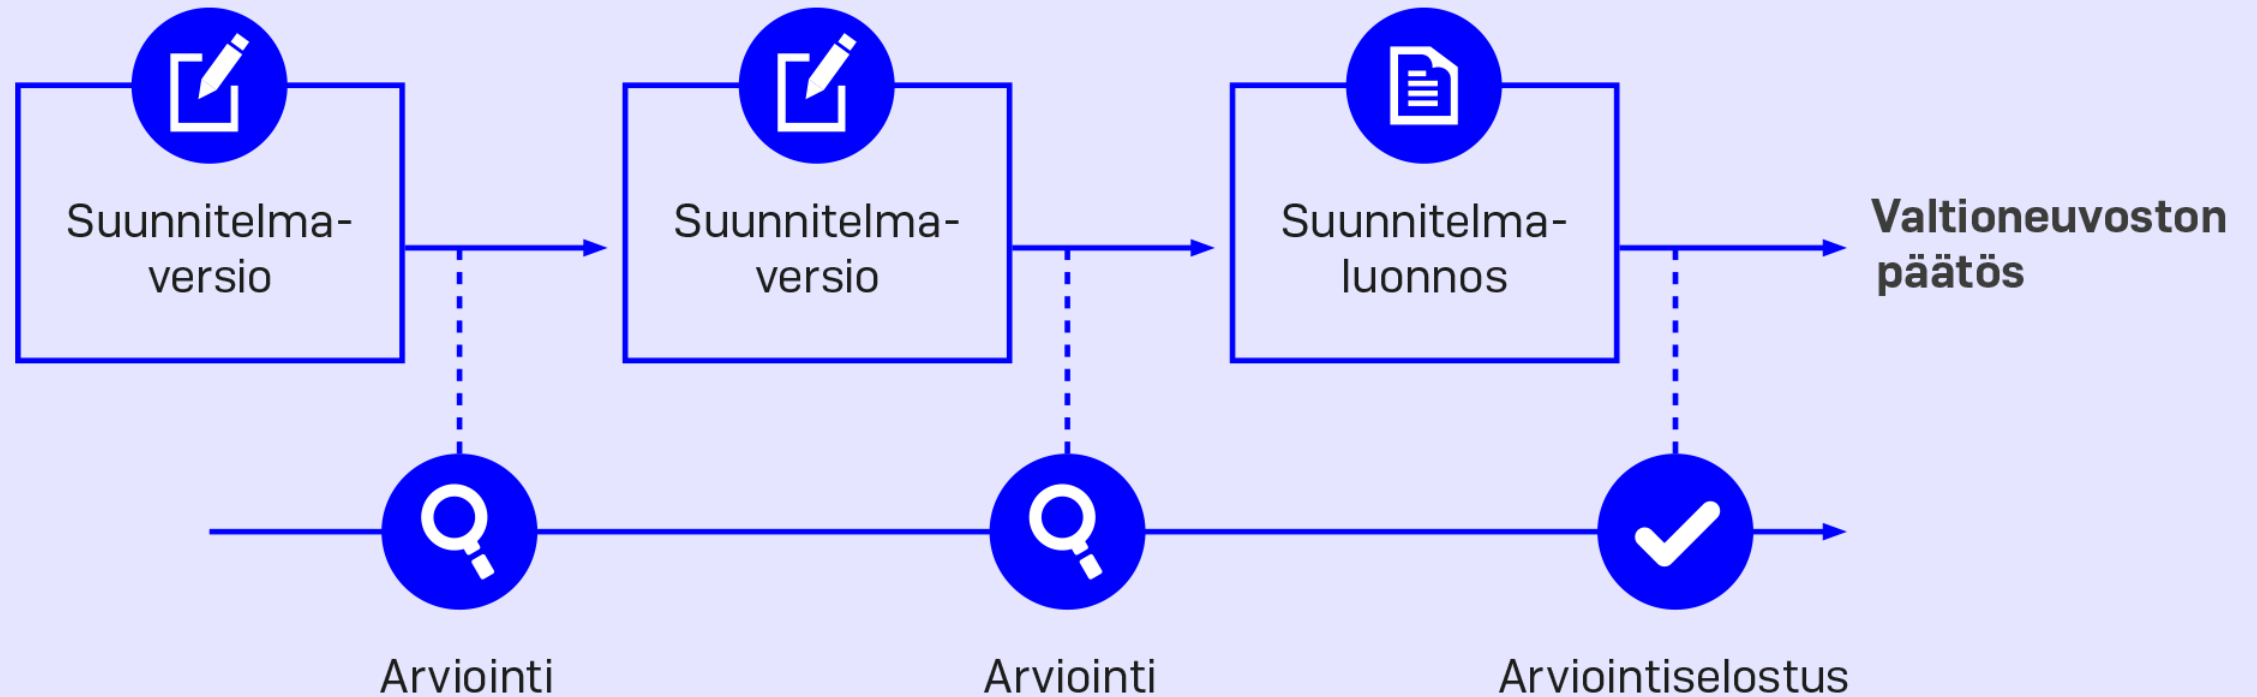 Suunnitelma-
versio
Suunnitelma-
versio
Suunnitelma-
luonnos
Valtioneuvoston
päätös
Arviointi
Arviointi
Arviointiselostus